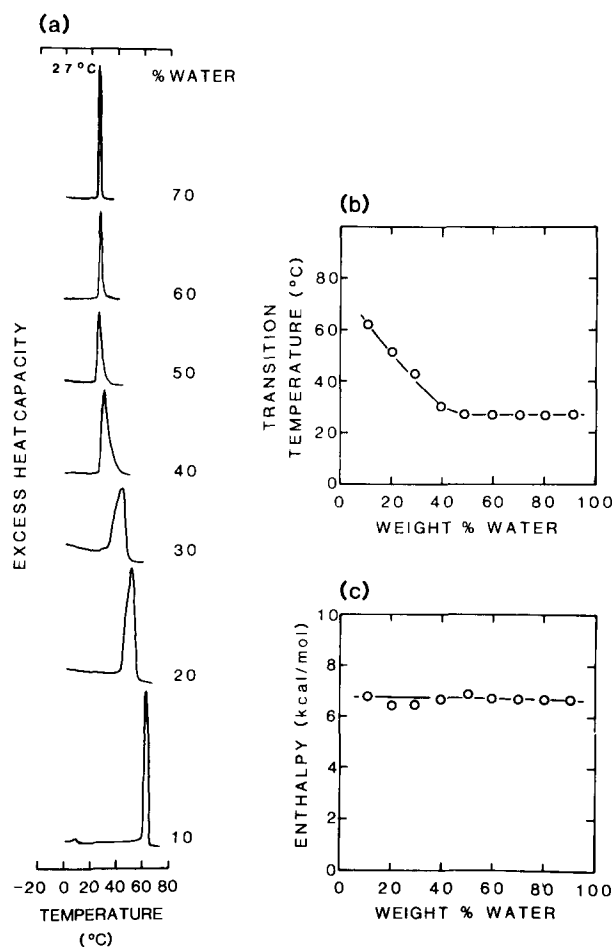 (a)
27°C
% WATER
70
60
50
40
30
20
10
EXCESS HEAT CAPACITY
-20 0 20 40 60 80
TEMPERATURE
(°C)
(b)
TRANSITION
TEMPERATURE (°C)
80
60
40
20
0
0 20 40 60 80 100
WEIGHT % WATER
(c)
ENTHALPY (kcal/mol)
10
8
6
4
2
0
0 20 40 60 80 100
WEIGHT % WATER